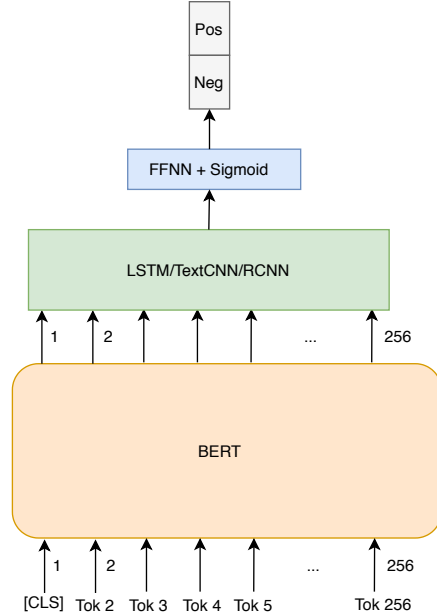 Pos
Neg
FFNN + Sigmoid
LSTM/TextCNN/RCNN
1 2 ... 256
BERT
1 2 ... 256
[CLS] Tok 2 Tok 3 Tok 4 Tok 5 Tok 256